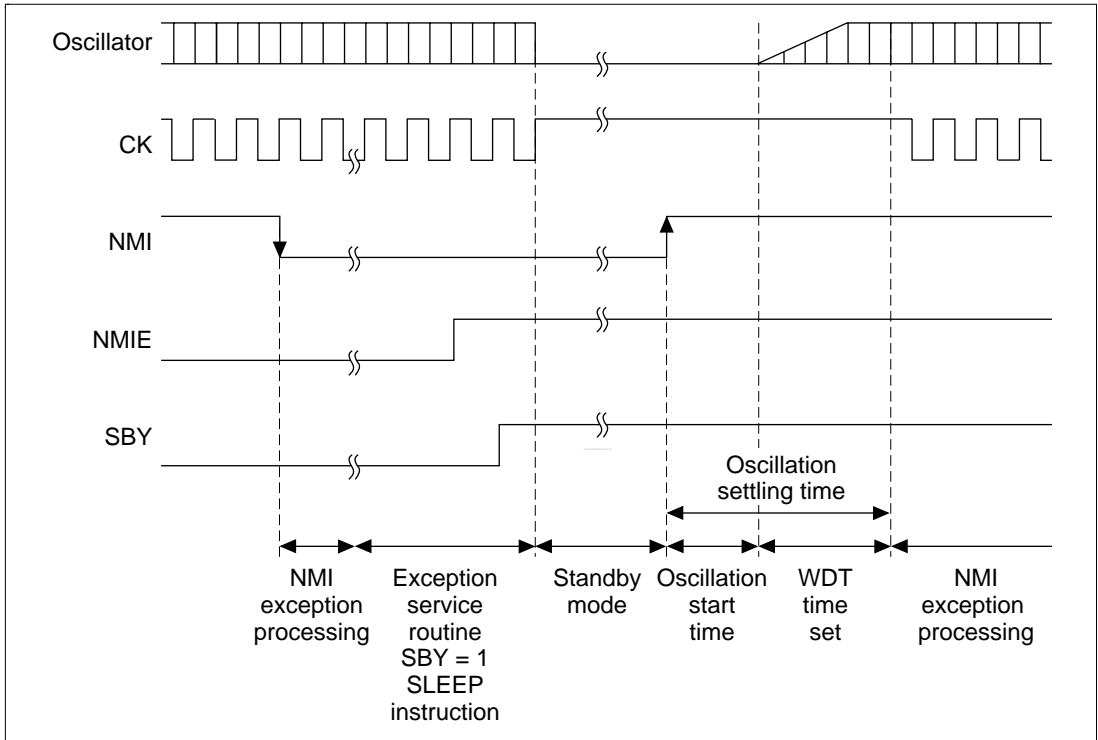 Oscillator
CK
NMI
NMIE
SBY
Oscillation
settling time
NMI
exception
processing
Exception
service
routine
SBY = 1
SLEEP
instruction
Standby
mode
Oscillation
start
time
WDT
time
set
NMI
exception
processing